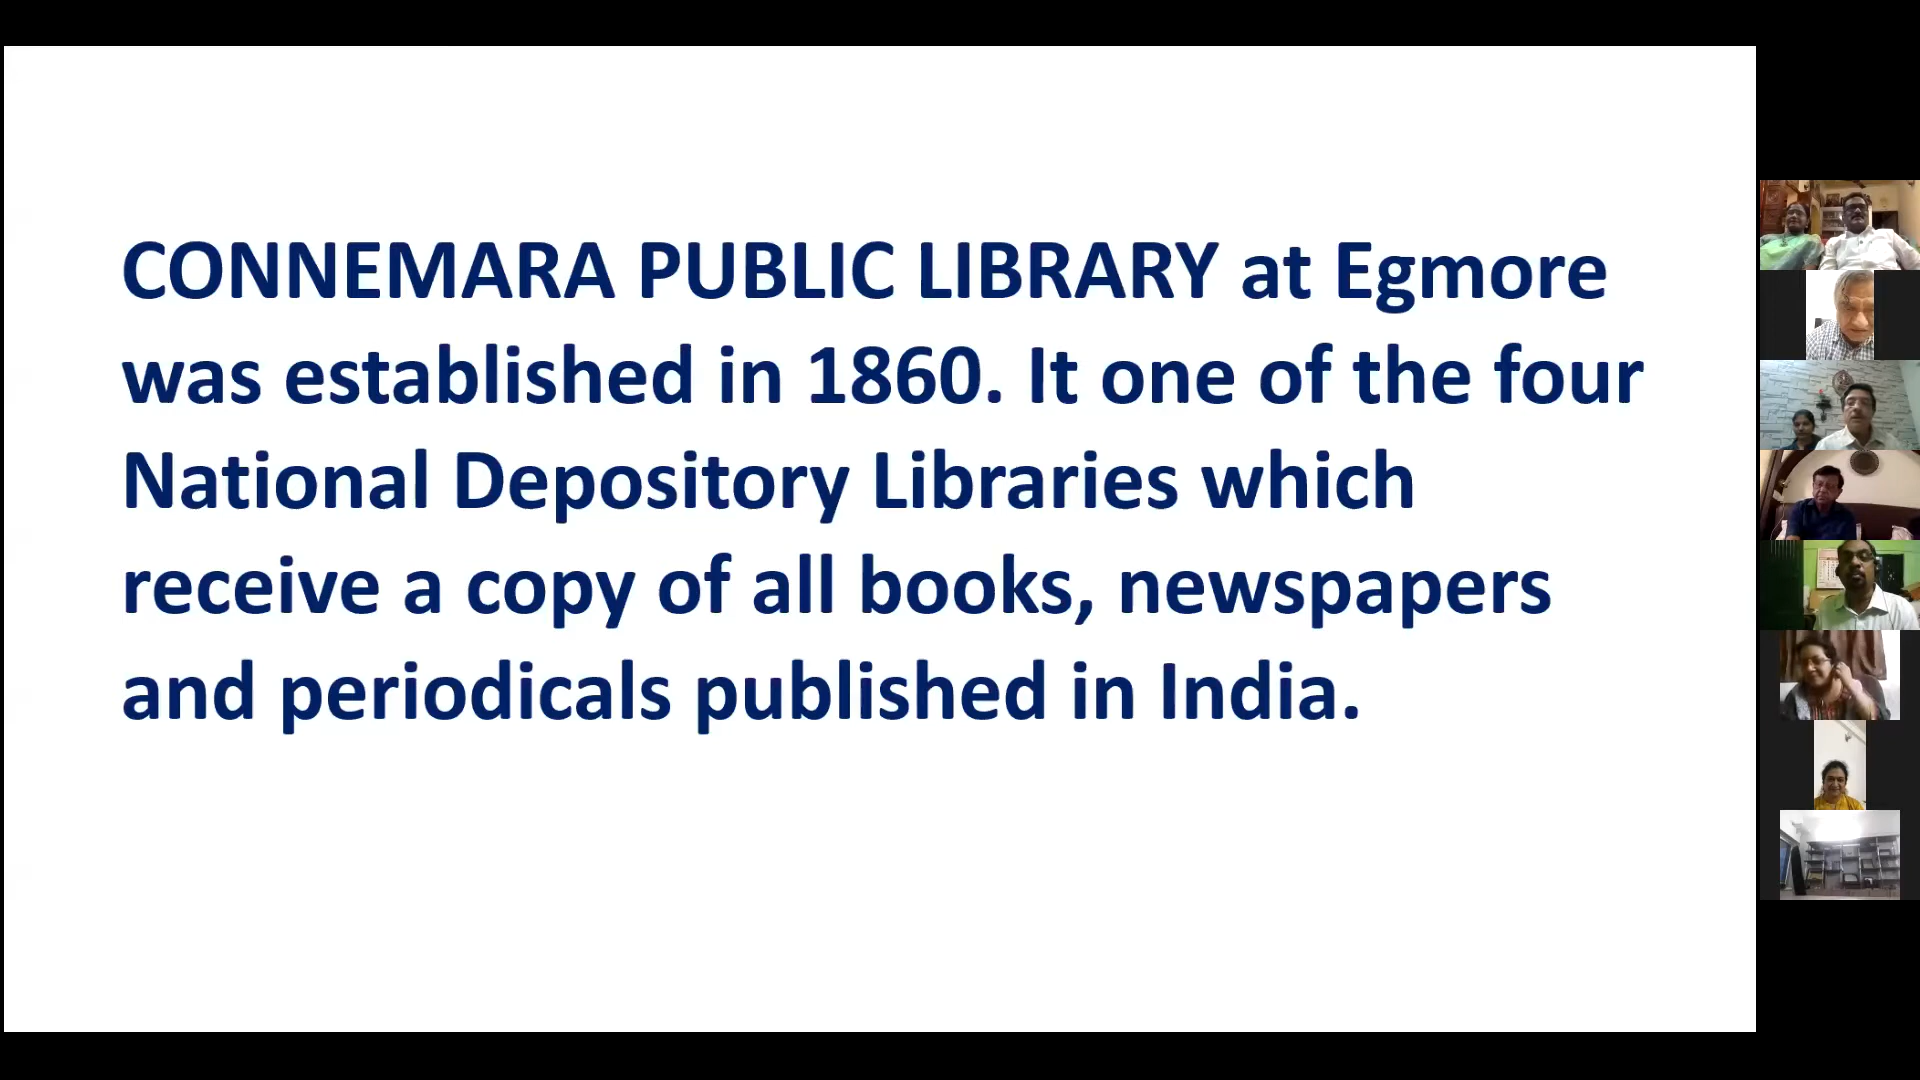 CONNEMARA PUBLIC LIBRARY at Egmore
was established in 1860. It one of the four
National Depository Libraries which
receive a copy of all books, newspapers
and periodicals published in India.